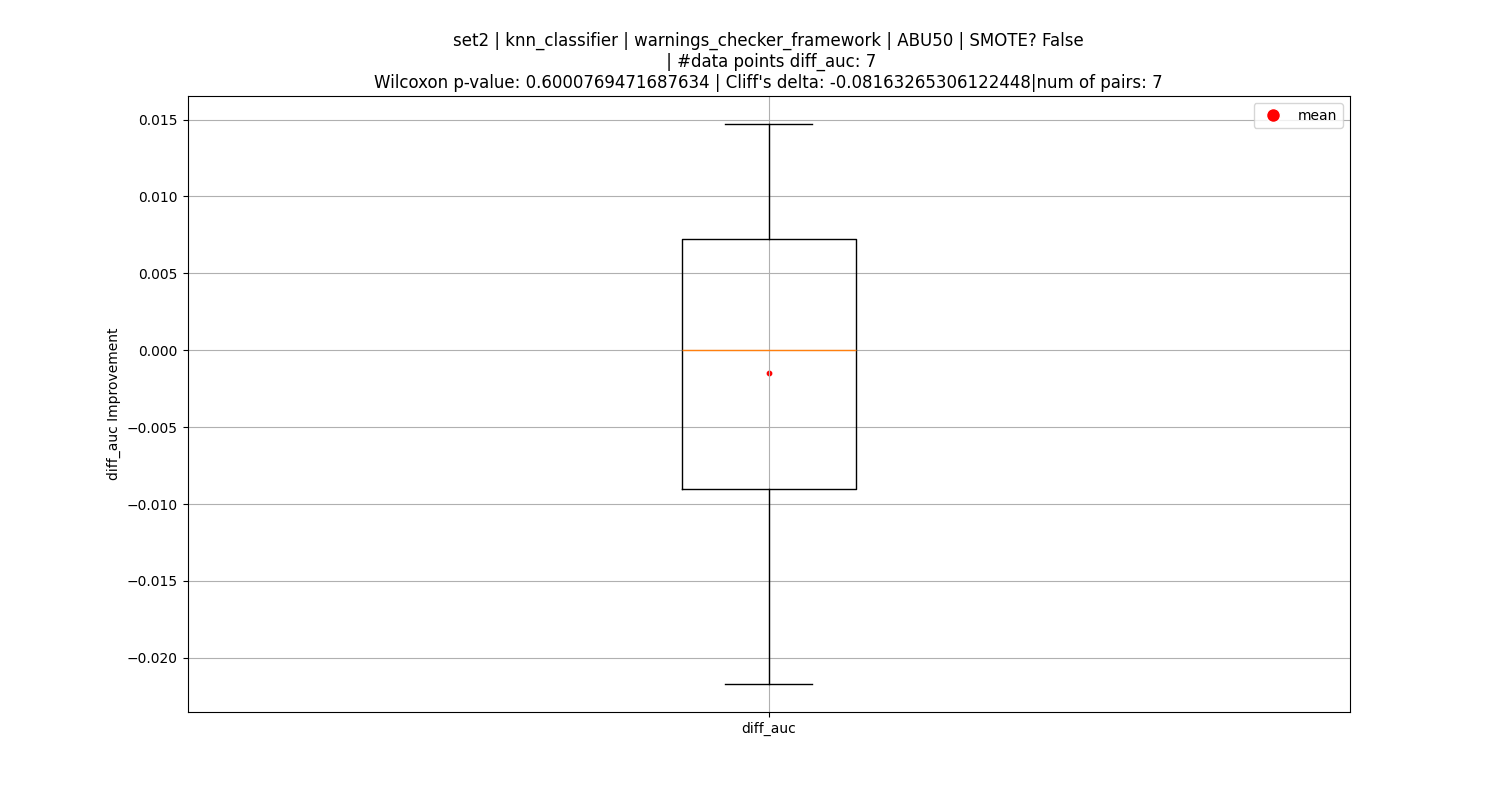 set2 | knn_classifier | warnings_checker_framework | ABU50 | SMOTE? False
| #data points diff_auc: 7
Wilcoxon p-value: 0.6000769471687634 | Cliff's delta: -0.08163265306122448|num of pairs: 7
mean
0.015
0.010
0.005
0.000
−0.005
−0.010
−0.015
−0.020
diff_auc Improvement
diff_auc